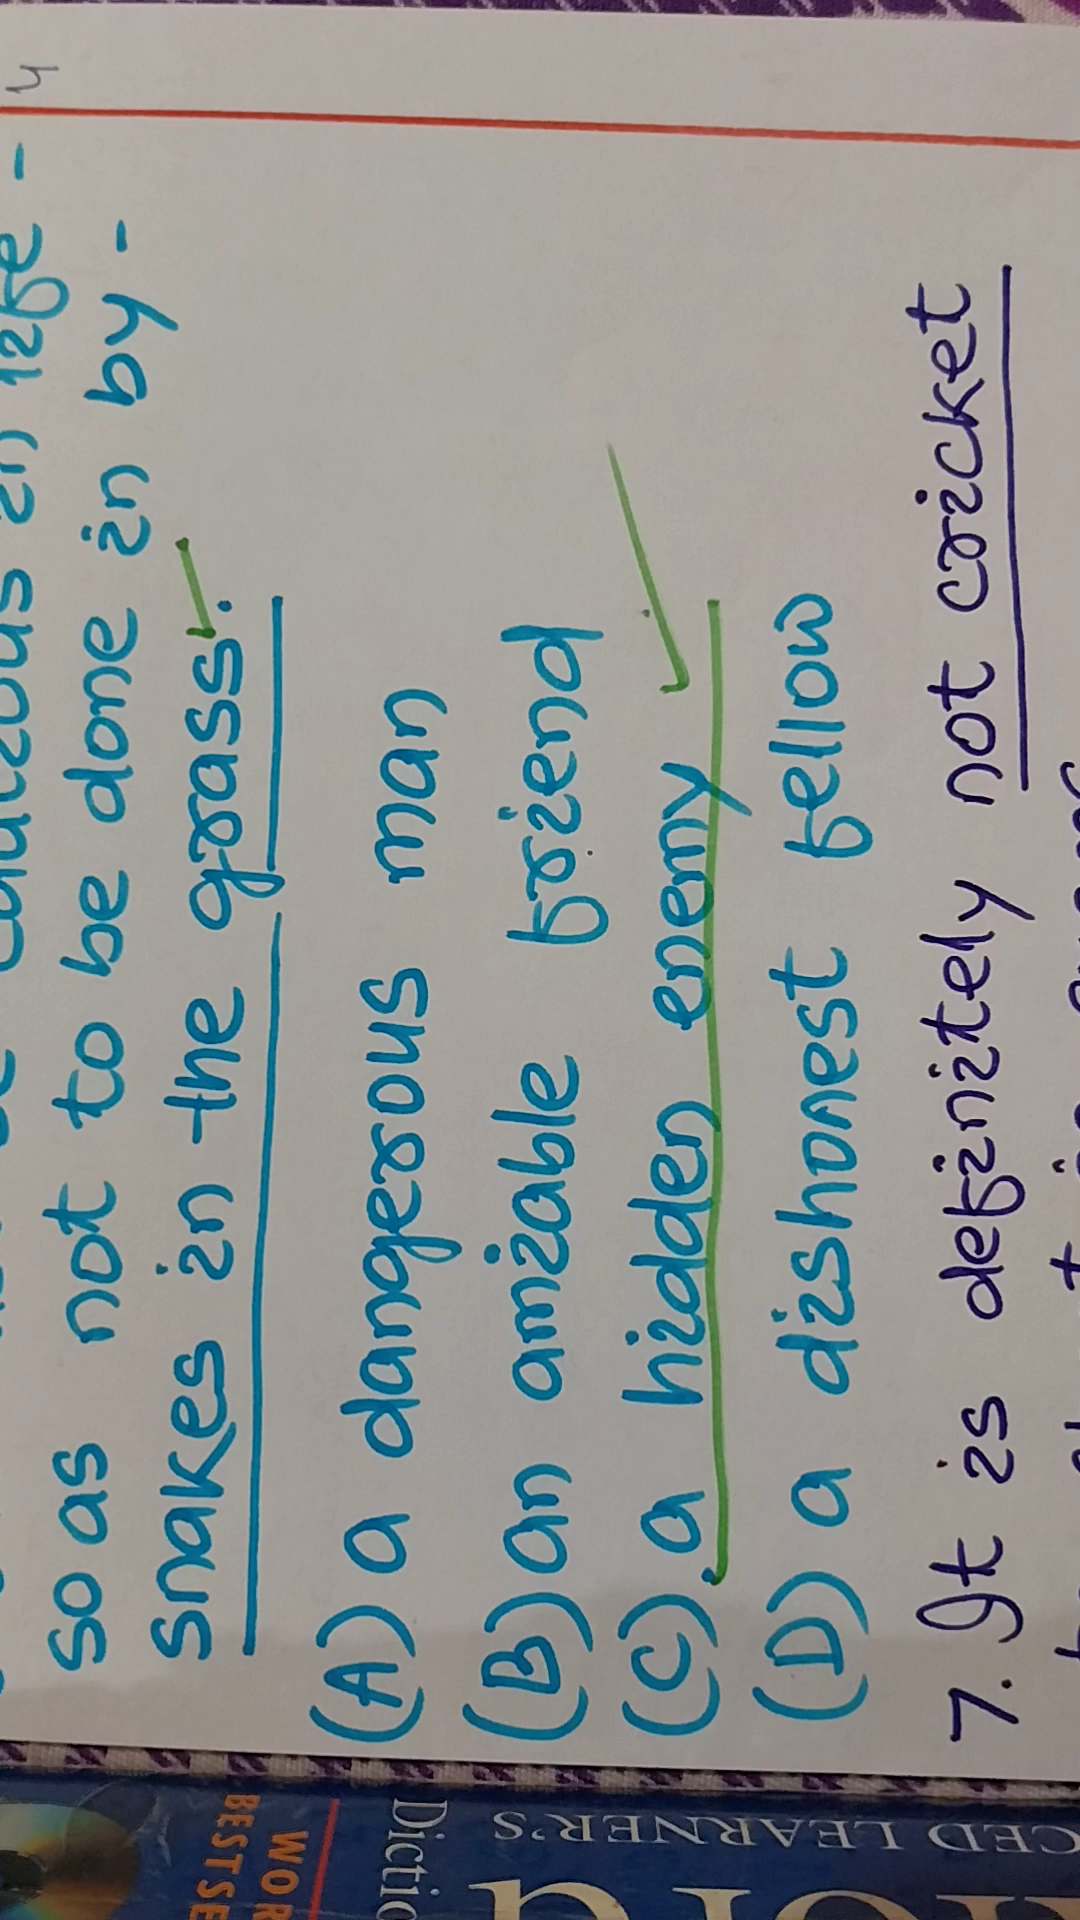 so as not to be done in by -
snakes in the grass.
(A) a dangerous man
(B) an amiable friend
(C) a hidden enemy
(D) a dishonest fellow
7. It is definitely not cricket
CED LEARNER'S
Dictio
WOR
BESTSE